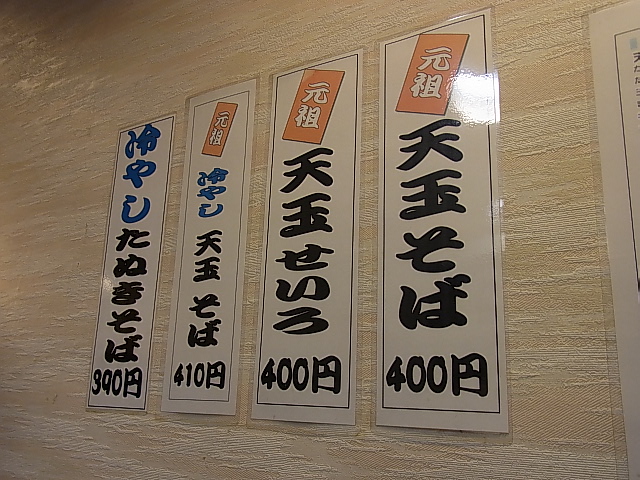 元祖
天玉そば
400円
元祖
天玉せいろ
400円
元祖
冷やし
天玉そば
410円
冷やし
たぬきそば
390円